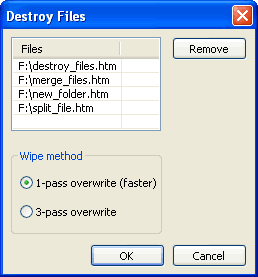 Destroy Files
Files
Remove
F:\destroy_files.htm
F:\merge_files.htm
F:\new_folder.htm
F:\split_file.htm
Wipe method
1-pass overwrite (faster)
3-pass overwrite
OK
Cancel